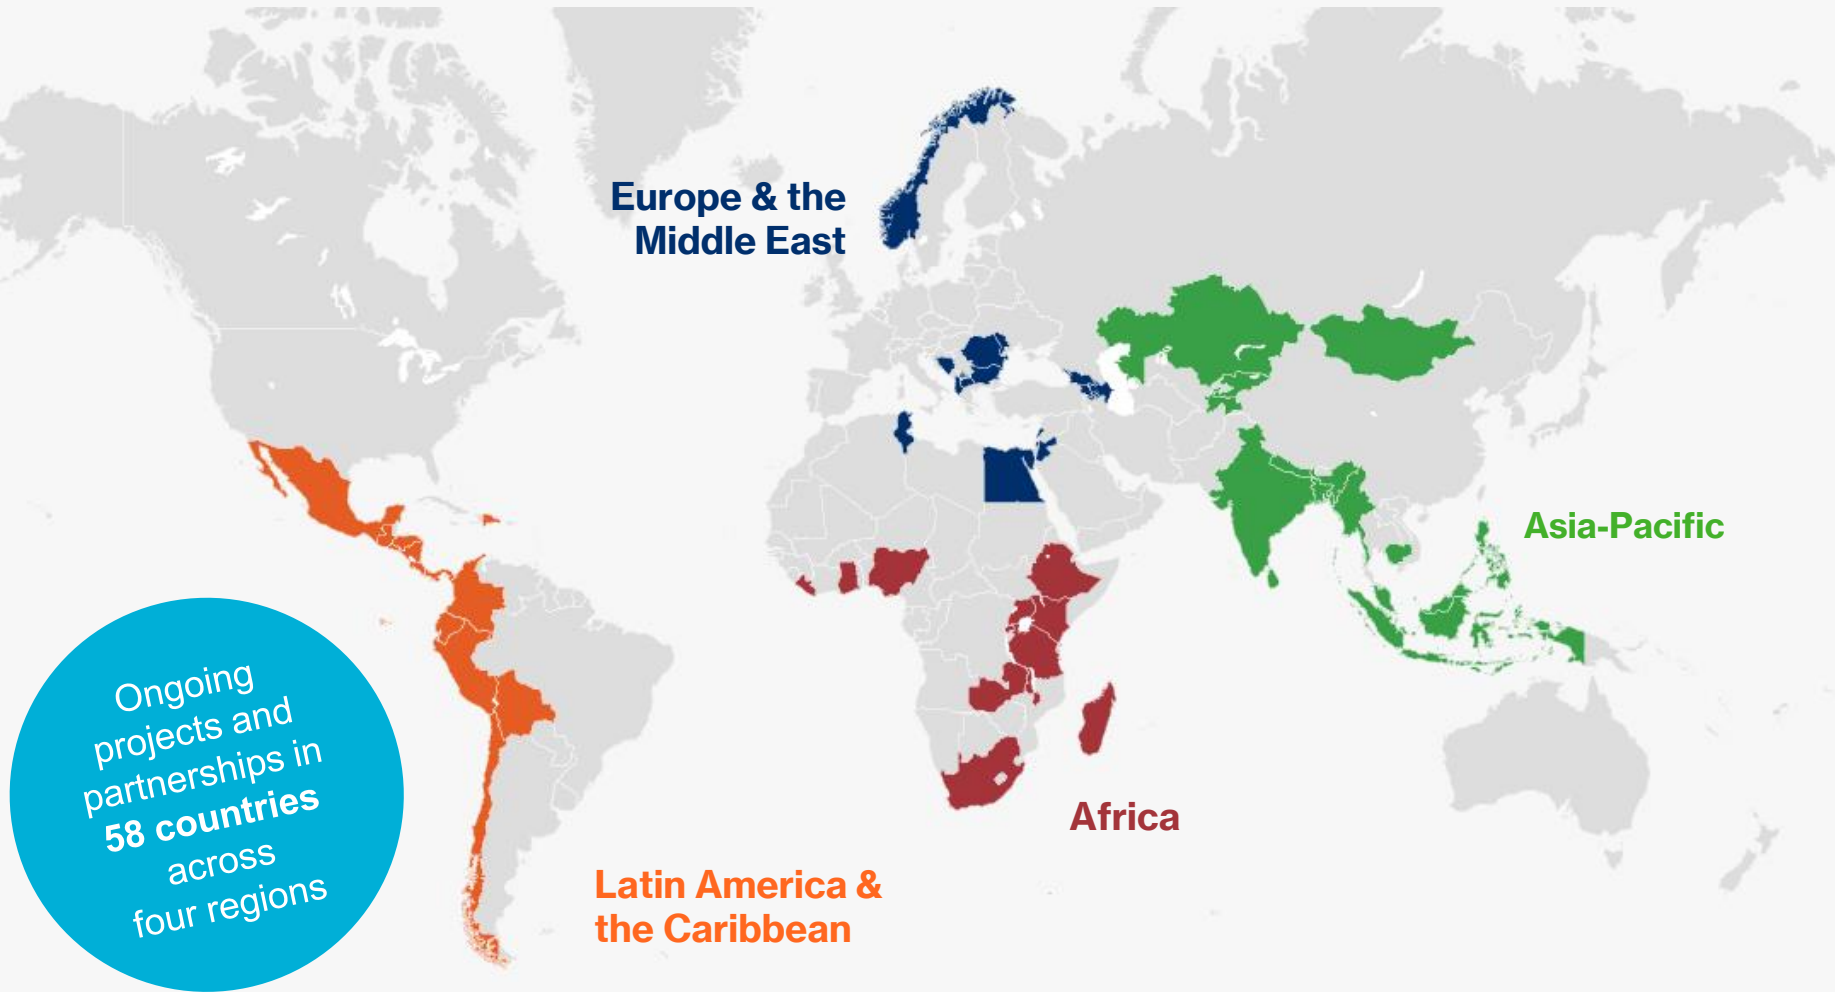 Europe & the
Middle East
Asia-Pacific
Africa
Latin America &
the Caribbean
Ongoing
projects and
partnerships in
58 countries
across
four regions